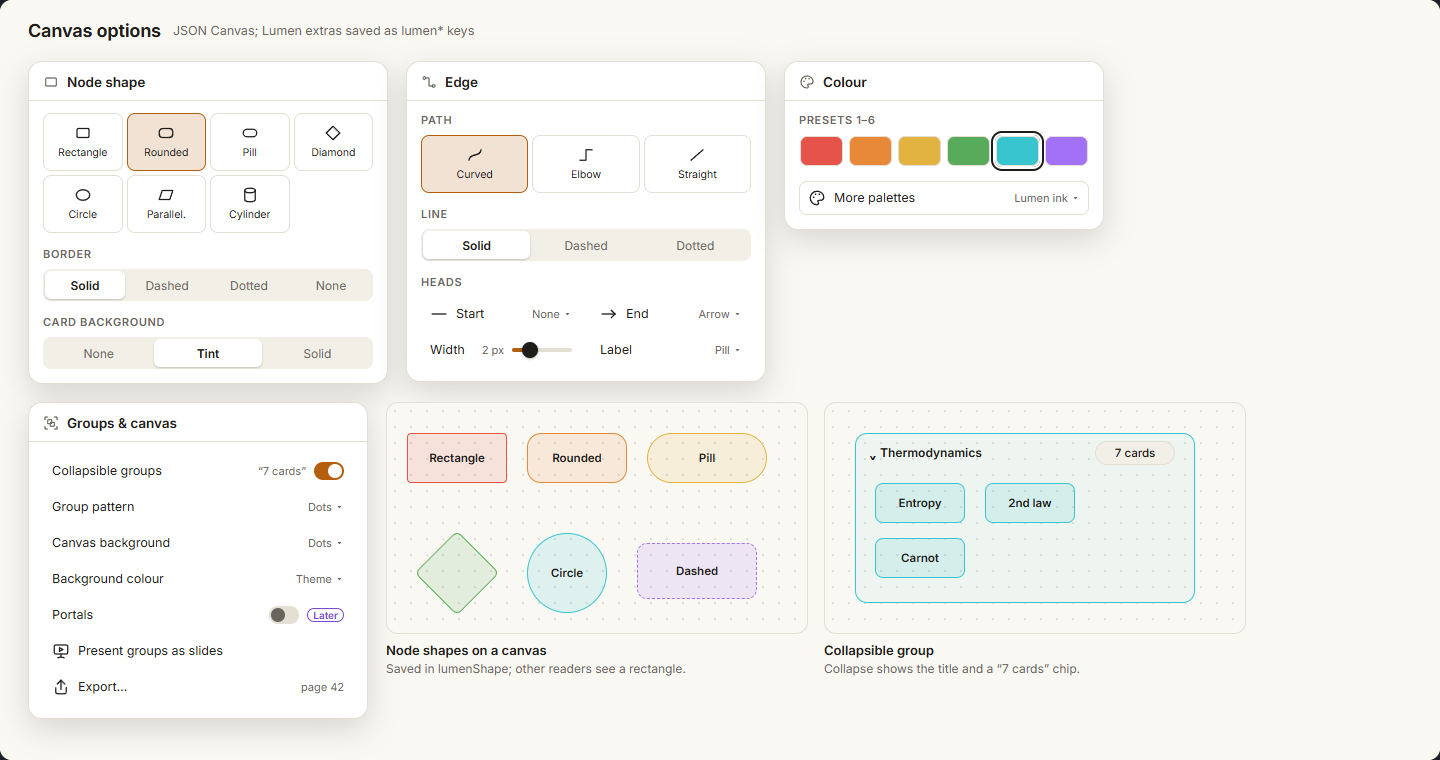 Canvas options JSON Canvas; Lumen extras saved as lumen* keys
Node shape
Rectangle Rounded Pill Diamond
Circle Parallel. Cylinder
BORDER
Solid Dashed Dotted None
CARD BACKGROUND
None Tint Solid
Edge
PATH
Curved Elbow Straight
LINE
Solid Dashed Dotted
HEADS
Start None End Arrow
Width 2 px Label Pill
Colour
PRESETS 1–6
More palettes Lumen ink
Groups & canvas
Collapsible groups “7 cards”
Group pattern Dots
Canvas background Dots
Background colour Theme
Portals Later
Present groups as slides
Export... page 42
Rectangle Rounded Pill
Circle Dashed
Node shapes on a canvas
Saved in lumenShape; other readers see a rectangle.
Thermodynamics 7 cards
Entropy 2nd law
Carnot
Collapsible group
Collapse shows the title and a “7 cards” chip.